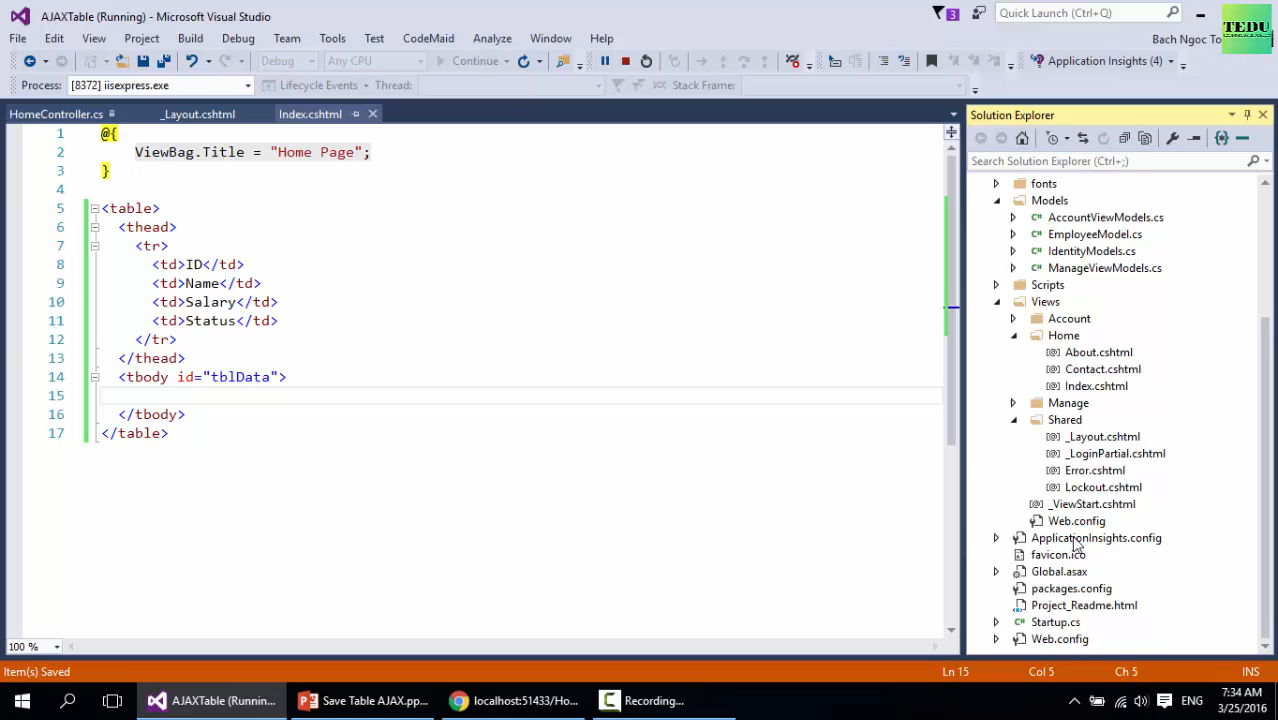 AJAXTable (Running) - Microsoft Visual Studio
3
Quick Launch (Ctrl+Q)
TEDU
File Edit View Project Build Debug Team Tools Test CodeMaid Analyze Window Help
Bach Ngoc To
Debug Any CPU Continue Application Insights (4)
Process: [8372] iisexpress.exe Lifecycle Events Thread: Stack Frame:
HomeController.cs _Layout.cshtml Index.cshtml
Solution Explorer
Search Solution Explorer (Ctrl+;)
1 @{
2 ViewBag.Title = "Home Page";
3 }
4
5 <table>
6 <thead>
7 <tr>
8 <td>ID</td>
9 <td>Name</td>
10 <td>Salary</td>
11 <td>Status</td>
12 </tr>
13 </thead>
14 <tbody id="tblData">
15
16 </tbody>
17 </table>
fonts
Models
C# AccountViewModels.cs
C# EmployeeModel.cs
C# IdentityModels.cs
C# ManageViewModels.cs
Scripts
Views
Account
Home
[@] About.cshtml
[@] Contact.cshtml
[@] Index.cshtml
Manage
Shared
[@] _Layout.cshtml
[@] _LoginPartial.cshtml
[@] Error.cshtml
[@] Lockout.cshtml
[@] _ViewStart.cshtml
Web.config
ApplicationInsights.config
favicon.ico
Global.asax
packages.config
Project_Readme.html
Startup.cs
Web.config
100 %
Item(s) Saved Ln 15 Col 5 Ch 5 INS
AJAXTable (Runnin... Save Table AJAX.pp... localhost:51433/Ho... Recording... ENG
7:34 AM
3/25/2016